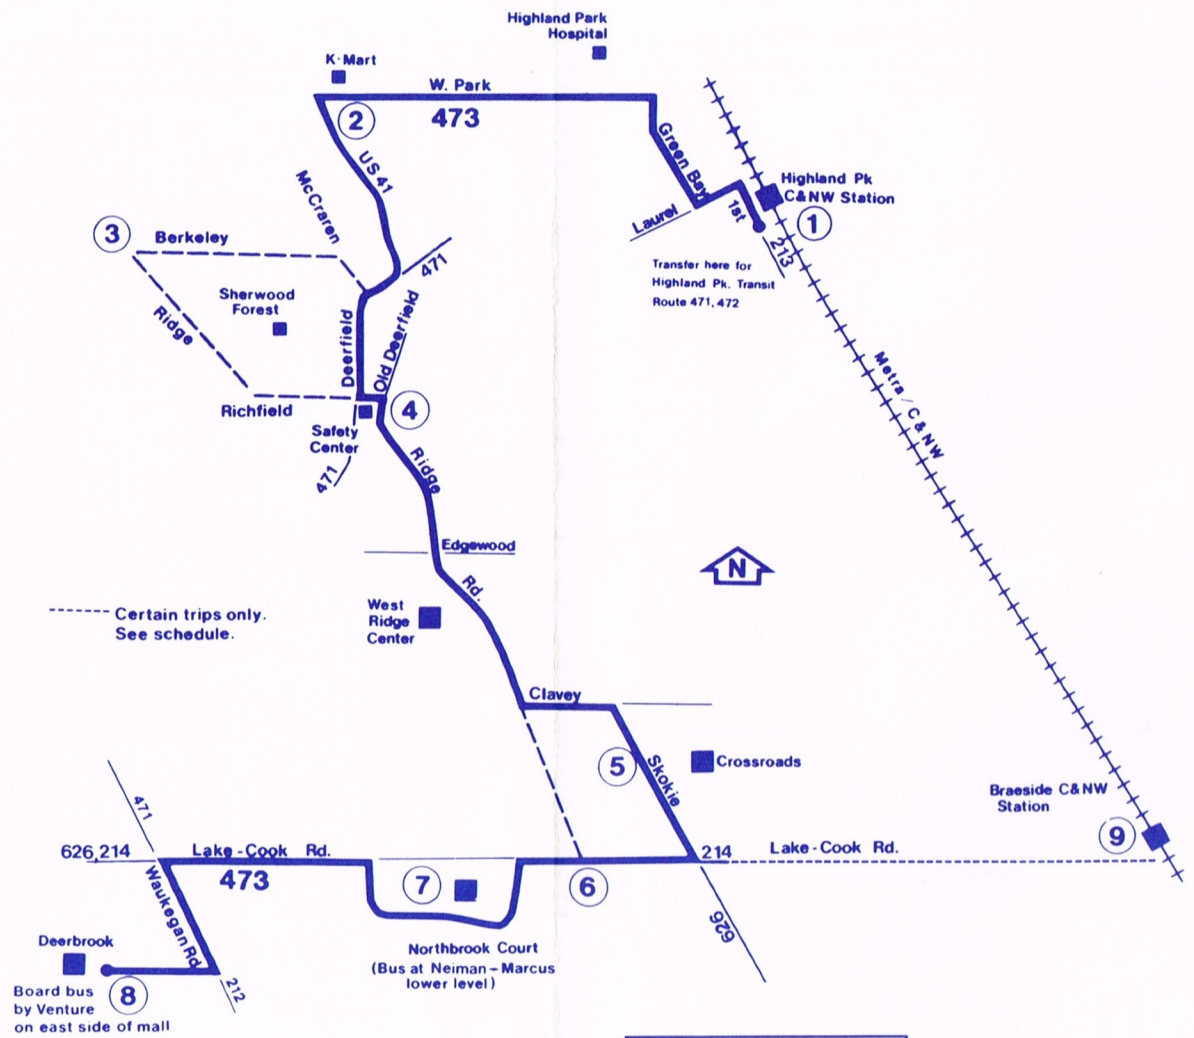 Highland Park
Hospital
K-Mart
W. Park
473
2
US 41
McCraren
Green Bay
Highland Pk
C&NW Station
1
Laurel
1st
213
Transfer here for
Highland Pk. Transit
Route 471, 472
3
Berkeley
471
Sherwood
Forest
Ridge
Deerfield
Old Deerfield
Richfield
4
Safety
Center
471
Ridge
Metra / C&NW
Edgewood
N
Rd.
West
Ridge
Center
Certain trips only.
See schedule.
Clavey
5
Skokie
Crossroads
Braeside C&NW
Station
9
471
626,214
Lake-Cook Rd.
473
214
Lake-Cook Rd.
7
6
Waukegan Rd
626
Deerbrook
Northbrook Court
(Bus at Neiman-Marcus
lower level)
212
8
Board bus
by Venture
on east side of mall